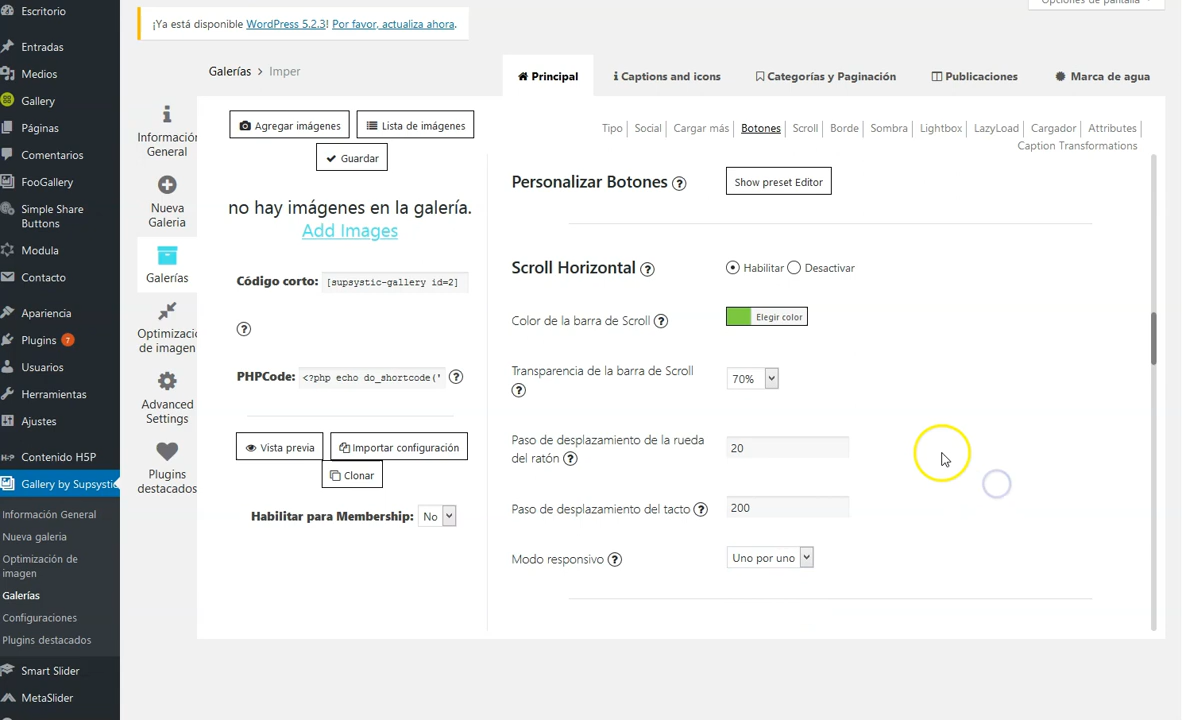 Escritorio
Entradas
Medios
Gallery
Páginas
Comentarios
FooGallery
Simple Share
Buttons
Modula
Contacto
Apariencia
Plugins 7
Usuarios
Herramientas
Ajustes
H-P Contenido H5P
Gallery by Supsystic
Información General
Nueva galeria
Optimización de
imagen
Galerías
Configuraciones
Plugins destacados
Smart Slider
MetaSlider
Opciones de pantalla
¡Ya está disponible WordPress 5.2.3! Por favor, actualiza ahora.
Galerías > Imper
Principal
Captions and icons
Categorías y Paginación
Publicaciones
Marca de agua
Información
General
Nueva
Galeria
Galerías
Optimizació
de imagen
Advanced
Settings
Plugins
destacados
Agregar imágenes
Lista de imágenes
Guardar
no hay imágenes en la galería.
Add Images
Código corto: [supsystic-gallery id=2]
?
PHPCode: <?php echo do_shortcode(' ?
Vista previa
Importar configuración
Clonar
Habilitar para Membership: No
Tipo | Social | Cargar más | Botones | Scroll | Borde | Sombra | Lightbox | LazyLoad | Cargador | Attributes |
Caption Transformations
Personalizar Botones ? Show preset Editor
Scroll Horizontal ? Habilitar Desactivar
Color de la barra de Scroll ? Elegir color
Transparencia de la barra de Scroll
? 70%
Paso de desplazamiento de la rueda
del ratón ? 20
Paso de desplazamiento del tacto ? 200
Modo responsivo ? Uno por uno